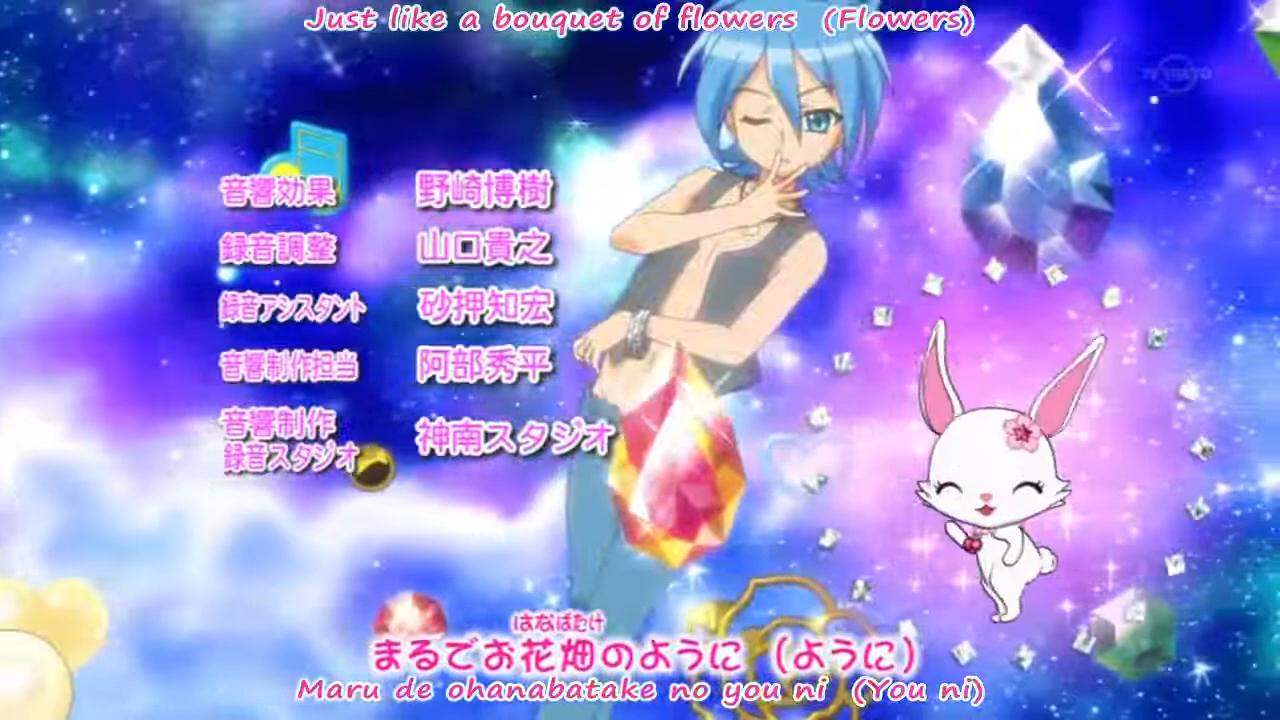 Just like a bouquet of flowers (Flowers)
音響効果 野崎博樹
録音調整 山口貴之
録音アシスタント 砂押知宏
音響制作担当 阿部秀平
音響制作
録音スタジオ 神南スタジオ
はなばたけ
まるでお花畑のように (ように)
Maru de ohanabatake no you ni (You ni)